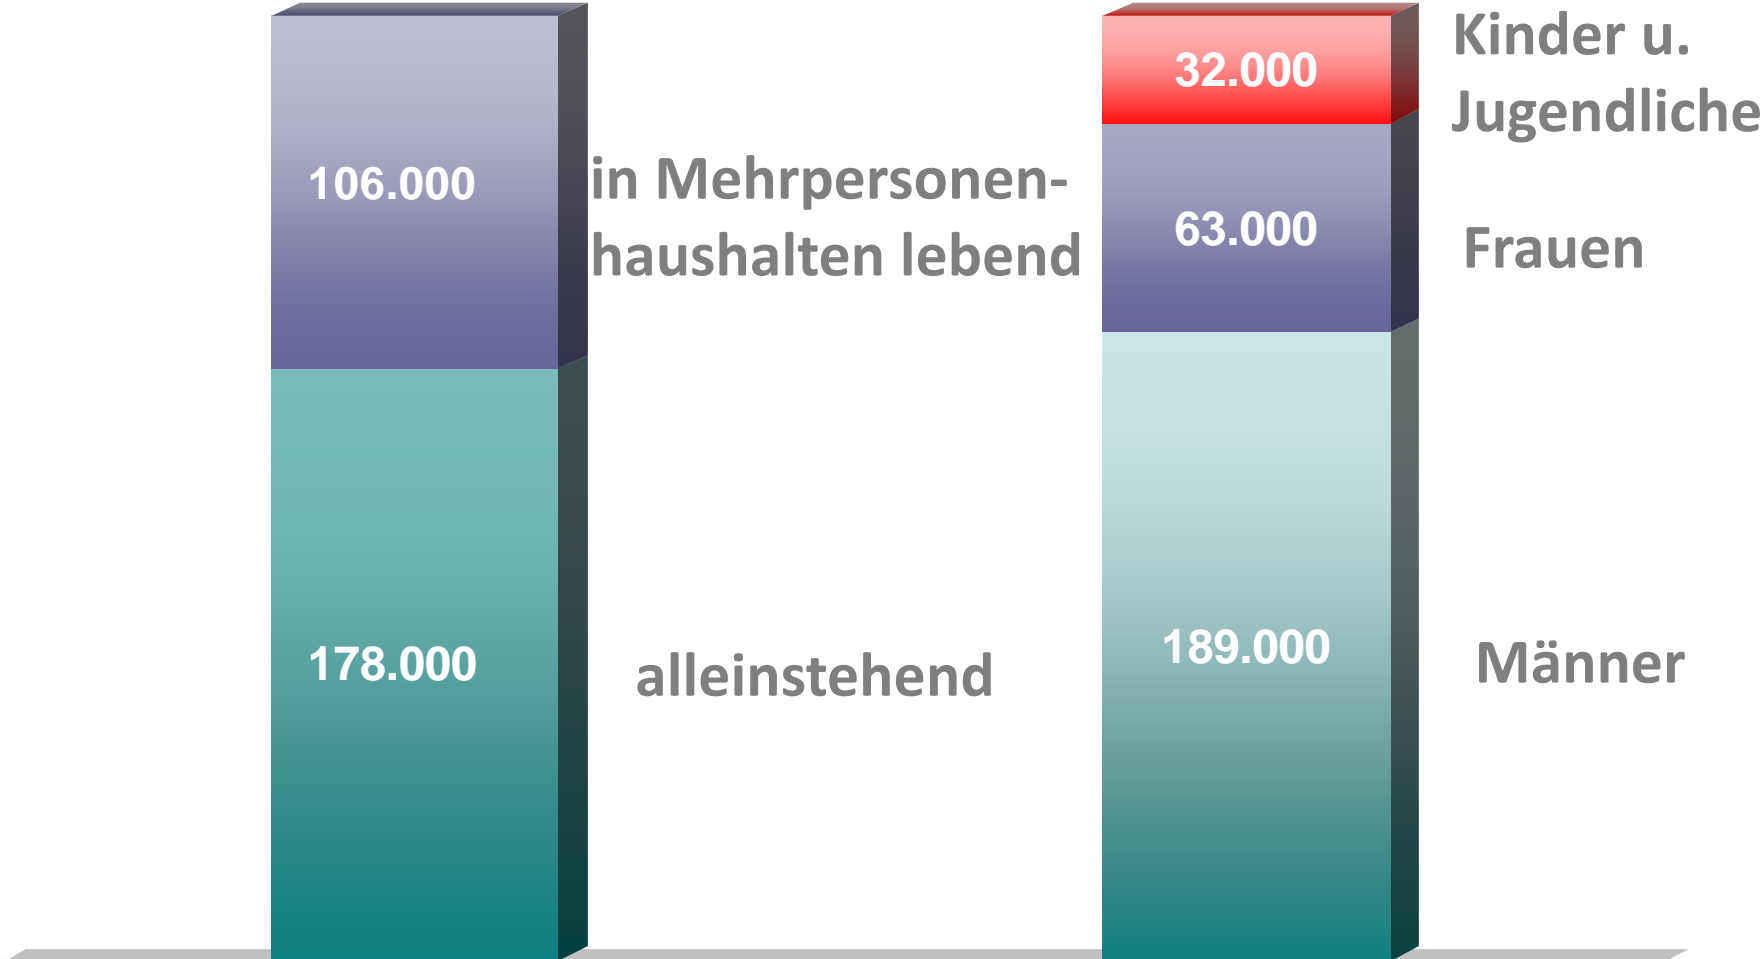 106.000
in Mehrpersonen-
haushalten lebend
178.000
alleinstehend
32.000
Kinder u.
Jugendliche
63.000
Frauen
189.000
Männer